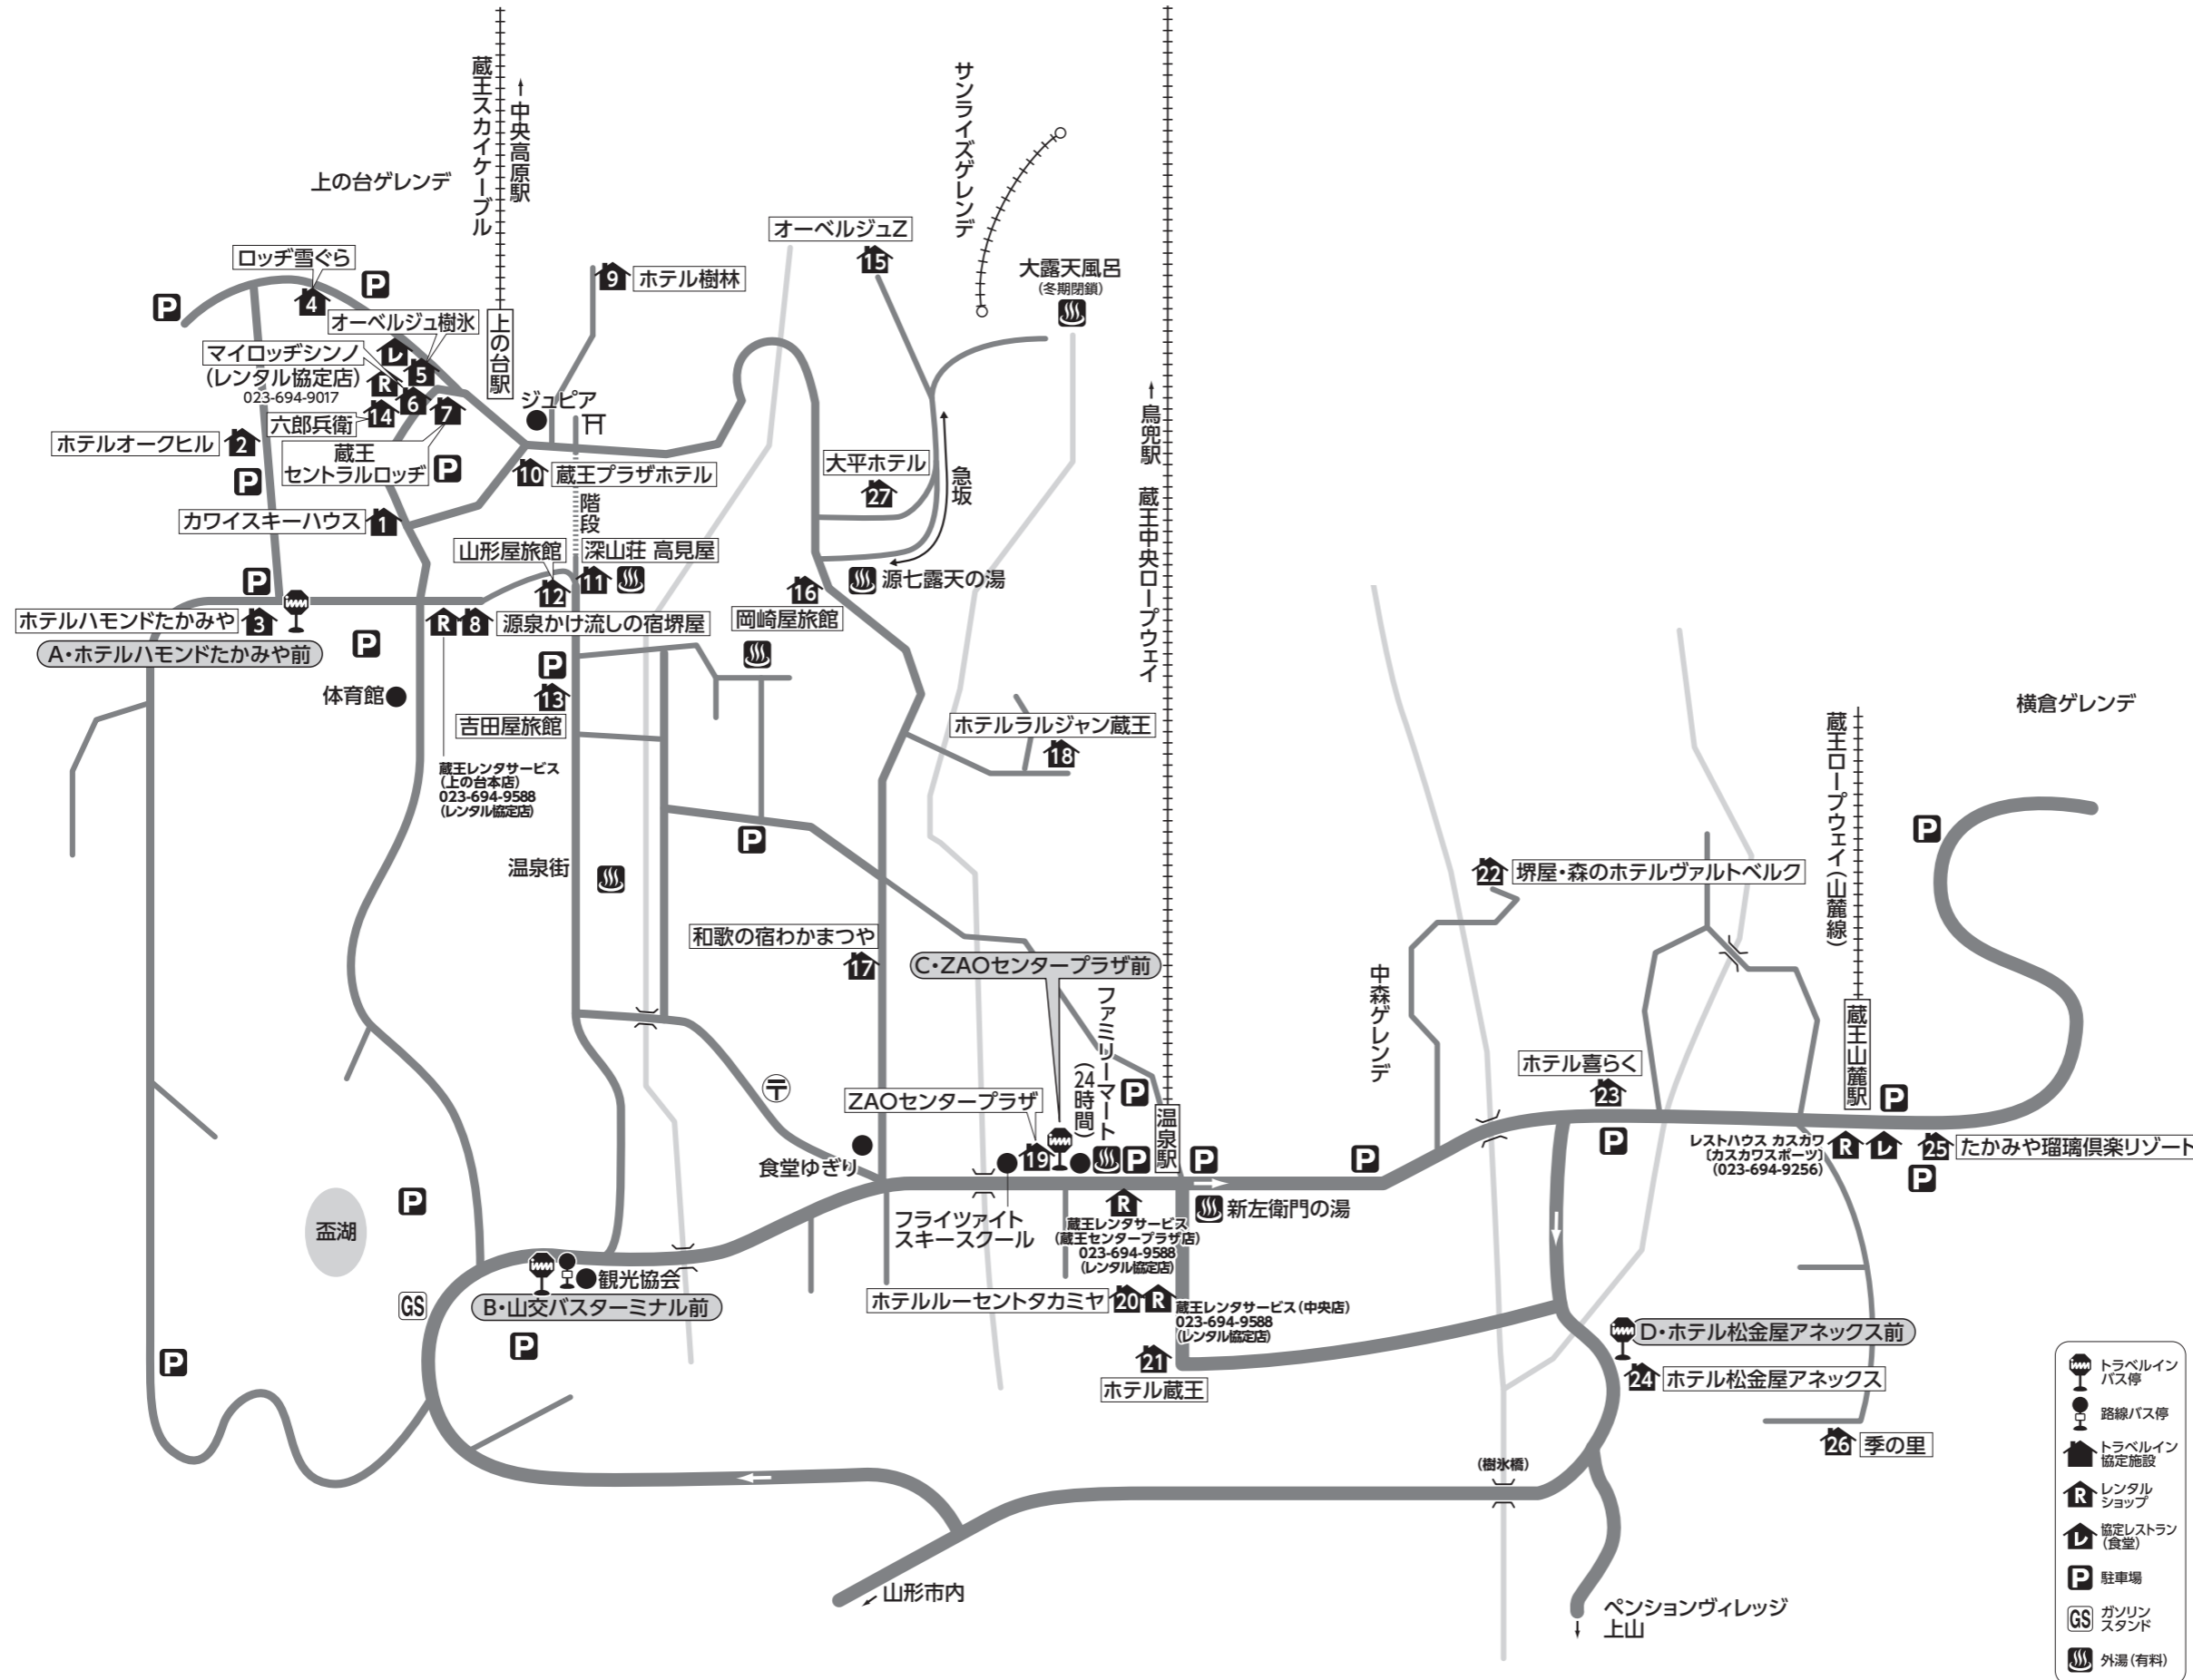 蔵王スカイケーブル
↑中央高原駅
サンライズゲレンデ
上の台ゲレンデ
オーベルジュZ
15
ロッヂ雪ぐら
4
P
P
9
ホテル樹林
大露天風呂
(冬期閉鎖)
オーベルジュ樹氷
上の台駅
レ
5
マイロッヂシンノ
(レンタル協定店)
023-694-9017
R
6
7
14
六郎兵衛
ジュピア
↑鳥兜駅 蔵王中央ロープウェイ
ホテルオークヒル
2
P
蔵王
セントラルロッヂ
P
10
蔵王プラザホテル
大平ホテル
27
急坂
階段
カワイスキーハウス
1
山形屋旅館
深山荘 高見屋
12
11
P
源七露天の湯
16
岡崎屋旅館
ホテルハモンドたかみや
3
R
8
源泉かけ流しの宿堺屋
A・ホテルハモンドたかみや前
P
P
13
吉田屋旅館
体育館
ホテルラルジャン蔵王
18
横倉ゲレンデ
蔵王ロープウェイ(山麓線)
蔵王レンタサービス
(上の台本店)
023-694-9588
(レンタル協定店)
P
P
温泉街
22
堺屋・森のホテルヴァルトベルク
和歌の宿わかまつや
17
C・ZAOセンタープラザ前
ファミリーマート
(24時間)
中森ゲレンデ
蔵王山麓駅
ホテル喜らく
23
〒
ZAOセンタープラザ
19
P
温泉駅
P
P
P
P
P
食堂ゆぎり
レストハウス カスカワ
〔カスカワスポーツ〕
(023-694-9256)
R
レ
25
たかみや瑠璃倶楽リゾート
P
フライツァイト
スキースクール
R
蔵王レンタサービス
(蔵王センタープラザ店)
023-694-9588
(レンタル協定店)
新左衛門の湯
盃湖
P
観光協会
B・山交バスターミナル前
GS
P
P
ホテルルーセントタカミヤ
20
R
蔵王レンタサービス(中央店)
023-694-9588
(レンタル協定店)
21
ホテル蔵王
D・ホテル松金屋アネックス前
24
ホテル松金屋アネックス
26
季の里
(樹氷橋)
山形市内
ペンションヴィレッジ
上山
トラベルイン
バス停
路線バス停
トラベルイン
協定施設
R
レンタル
ショップ
レ
協定レストラン
(食堂)
P
駐車場
GS
ガソリン
スタンド
外湯(有料)